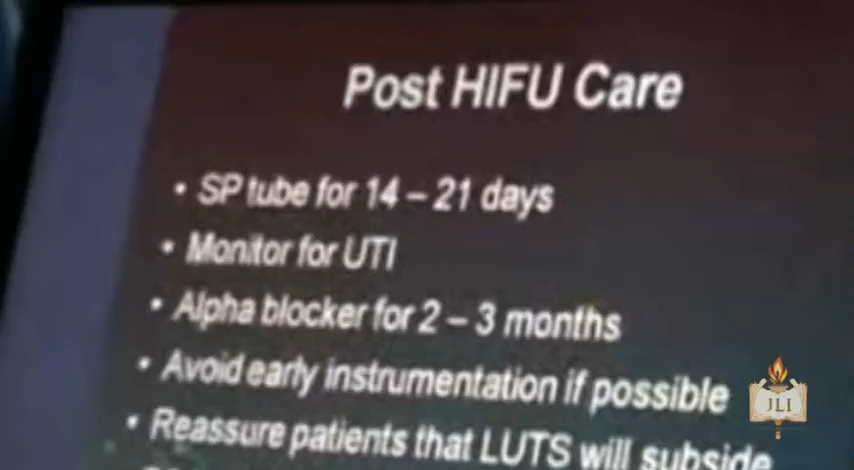 Post HIFU Care
• SP tube for 14 – 21 days
• Monitor for UTI
• Alpha blocker for 2 – 3 months
• Avoid early instrumentation if possible
• Reassure patients that LUTS will subside
JLI